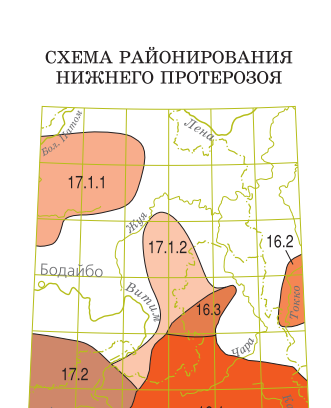 СХЕМА РАЙОНИРОВАНИЯ
НИЖНЕГО ПРОТЕРОЗОЯ
Бол. Патом
Лена
17.1.1
Жуя
17.1.2
16.2
Бодайбо
Витим
16.3
Токко
Чара
17.2